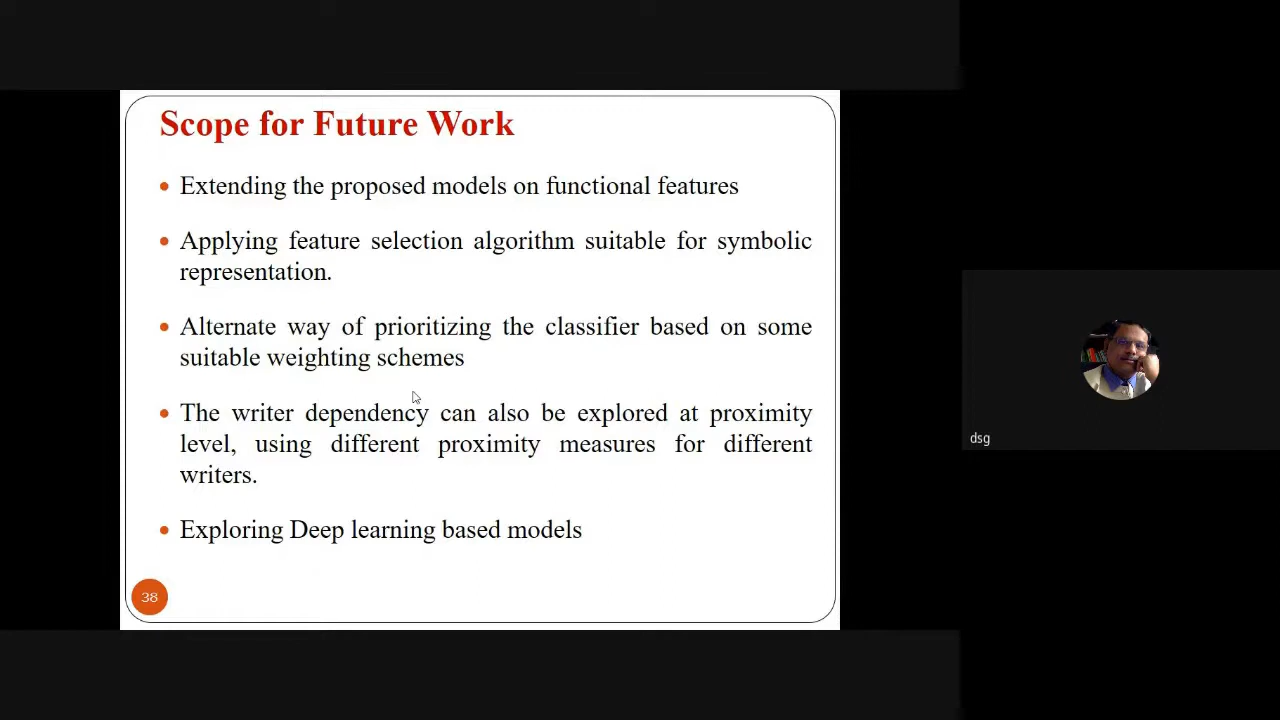 Scope for Future Work
Extending the proposed models on functional features
Applying feature selection algorithm suitable for symbolic
representation.
Alternate way of prioritizing the classifier based on some
suitable weighting schemes
The writer dependency can also be explored at proximity
level, using different proximity measures for different
writers.
Exploring Deep learning based models
38
dsg